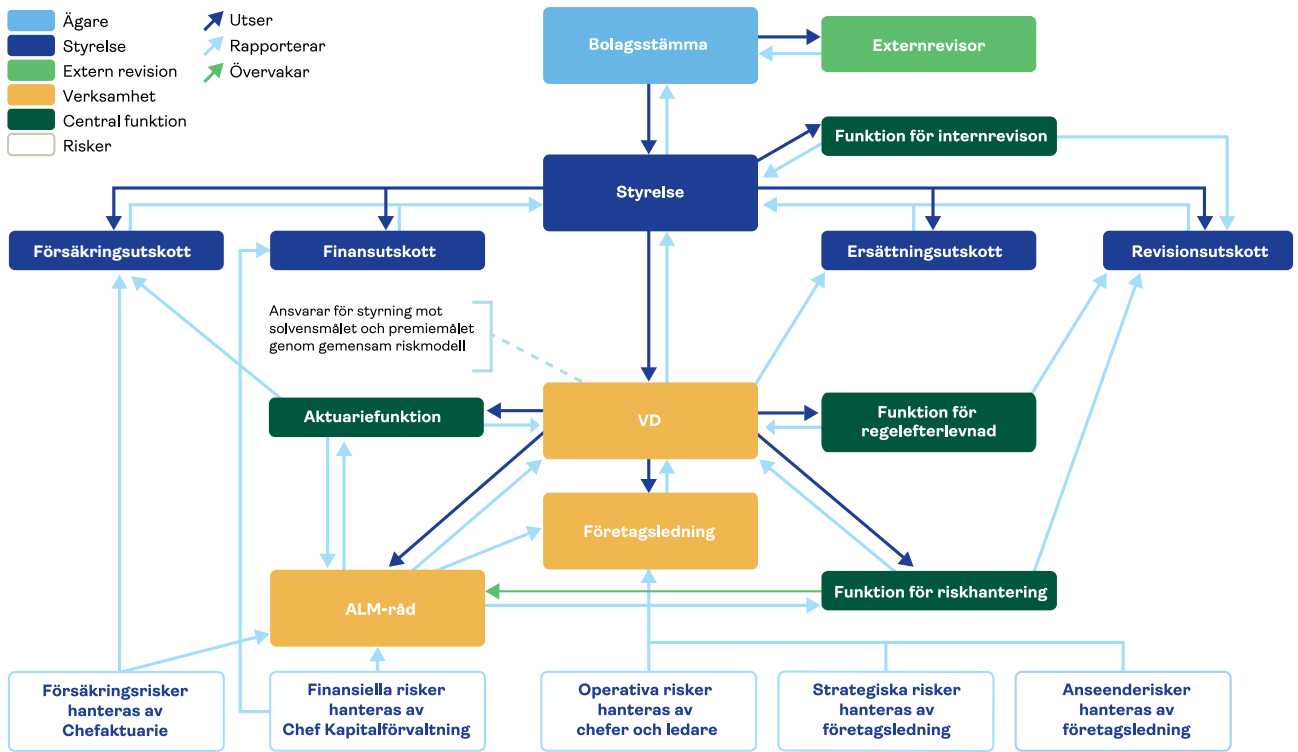 Ägare
Styrelse
Extern revision
Verksamhet
Central funktion
Risker
Utser
Rapporterar
Övervakar
Bolagsstämma
Externrevisor
Funktion för internrevison
Styrelse
Försäkringsutskott
Finansutskott
Ersättningsutskott
Revisionsutskott
Ansvarar för styrning mot
solvensmålet och premiemålet
genom gemensam riskmodell
Aktuariefunktion
VD
Funktion för
regelefterlevnad
Företagsledning
ALM-råd
Funktion för riskhantering
Försäkringsrisker
hanteras av
Chefaktuarie
Finansiella risker
hanteras av
Chef Kapitalförvaltning
Operativa risker
hanteras av
chefer och ledare
Strategiska risker
hanteras av
företagsledning
Anseenderisker
hanteras av
företagsledning